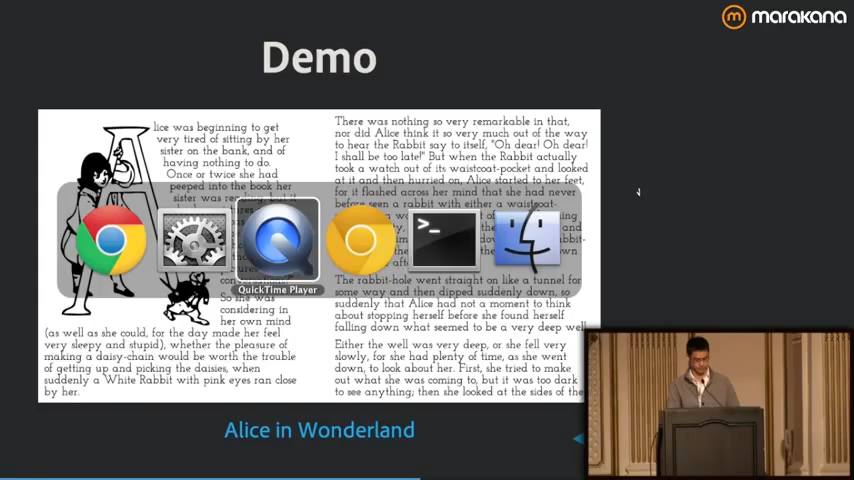 marakana
Demo
lice was beginning to get
very tired of sitting by her
sister on the bank, and of
having nothing to do.
Once or twice she had
peeped into the book her
sister was reading, but it
So she was
considering in
her own mind
(as well as she could, for the day made her feel
very sleepy and stupid), whether the pleasure of
making a daisy-chain would be worth the trouble
of getting up and picking the daisies, when
suddenly a White Rabbit with pink eyes ran close
by her.
There was nothing so very remarkable in that,
nor did Alice think it so very much out of the way
to hear the Rabbit say to itself, "Oh dear! Oh dear!
I shall be too late!" But when the Rabbit actually
took a watch out of its waistcoat-pocket and looked
at it and then hurried on, Alice started to her feet,
for it flashed across her mind that she had never
before seen a rabbit with either a waistcoat-
The rabbit-hole went straight on like a tunnel for
some way and then dipped suddenly down, so
suddenly that Alice had not a moment to think
about stopping herself before she found herself
falling down what seemed to be a very deep well.
Either the well was very deep, or she fell very
slowly, for she had plenty of time, as she went
down, to look about her. First, she tried to make
out what she was coming to, but it was too dark
to see anything; then she looked at the sides of the
>_
QuickTime Player
Alice in Wonderland